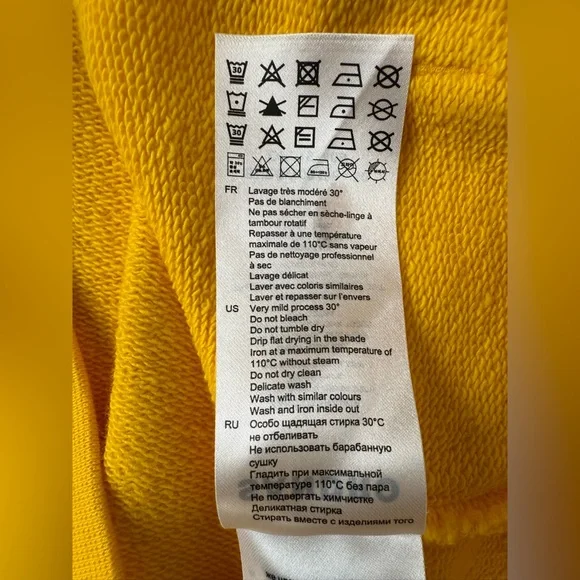 FR Lavage très modéré 30°
Pas de blanchiment
Ne pas sécher en sèche-linge à
tambour rotatif
Repasser à une température
maximale de 110°C sans vapeur
Pas de nettoyage professionnel
à sec
Lavage délicat
Laver avec coloris similaires
Laver et repasser sur l'envers
US Very mild process 30°
Do not bleach
Do not tumble dry
Drip flat drying in the shade
Iron at a maximum temperature of
110°C without steam
Do not dry clean
Delicate wash
Wash with similar colours
Wash and iron inside out
RU Особо щадящая стирка 30°C
не отбеливать
Не использовать барабанную
сушку
Гладить при максимальной
температуре 110°C без пара
Не подвергать химчистке
Деликатная стирка
Стирать вместе с изделиями того